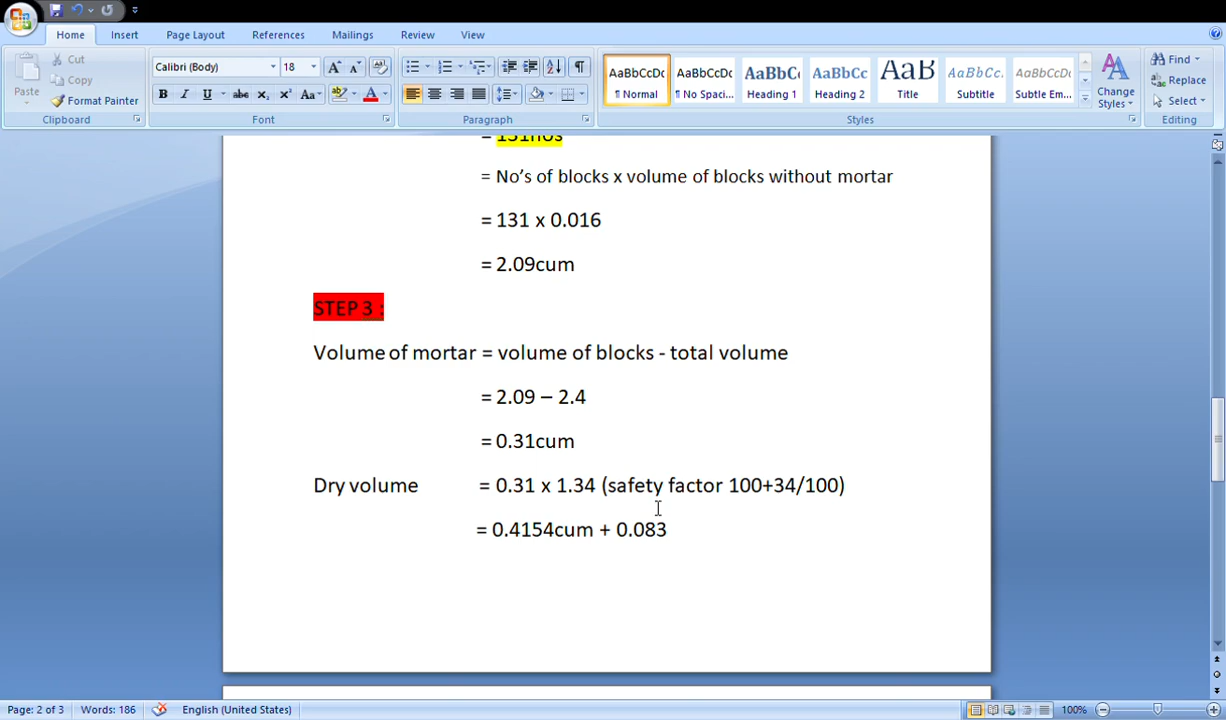 Home Insert Page Layout References Mailings Review View
Cut
Copy
Format Painter
Paste
Clipboard
Calibri (Body) 18
B I U abc x₂ x² Aa A
Font
Paragraph
AaBbCcDc AaBbCcDc AaBbC AaBbCc AaB AaBbCc. AaBbCcDc
¶ Normal ¶ No Spaci... Heading 1 Heading 2 Title Subtitle Subtle Em...
Change Styles
Styles
Find
Replace
Select
Editing
= 131nos
= No's of blocks x volume of blocks without mortar
= 131 x 0.016
= 2.09cum
STEP 3 :
Volume of mortar = volume of blocks - total volume
= 2.09 – 2.4
= 0.31cum
Dry volume = 0.31 x 1.34 (safety factor 100+34/100)
= 0.4154cum + 0.083
Page: 2 of 3 Words: 186 English (United States) 100%